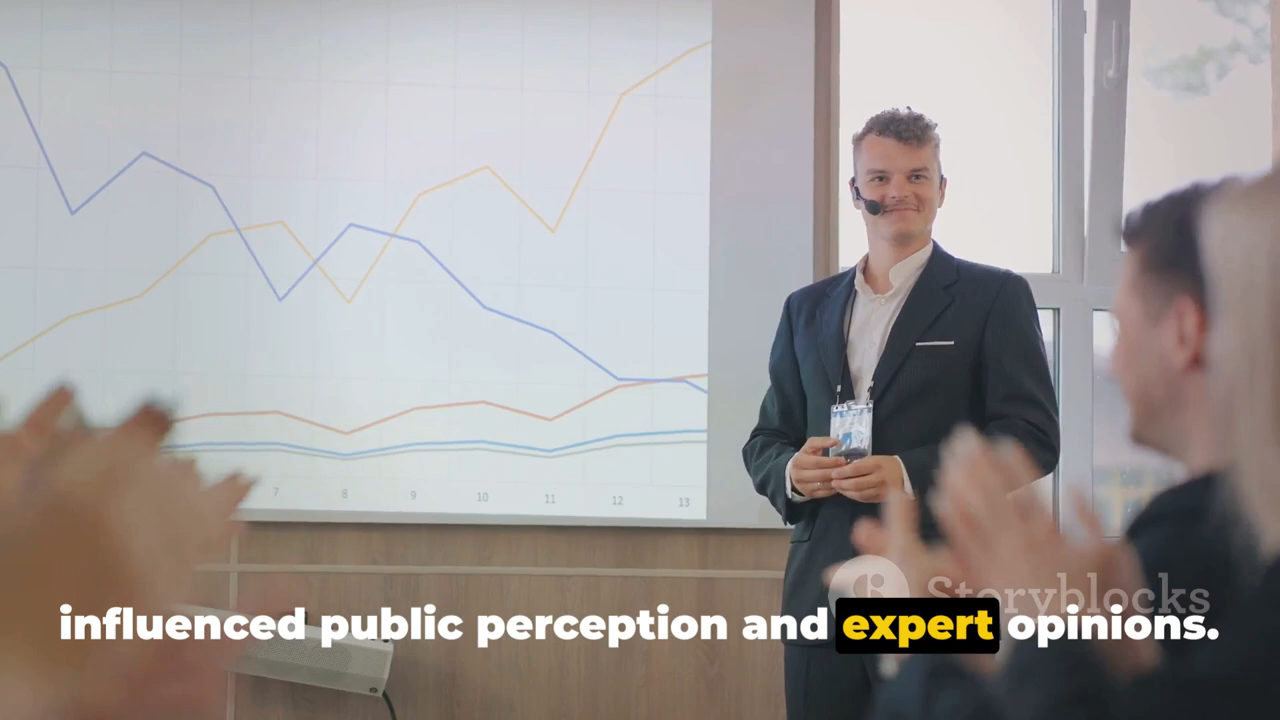 7 8 9 10 11 12 13
Storyblocks
influenced public perception and expert opinions.